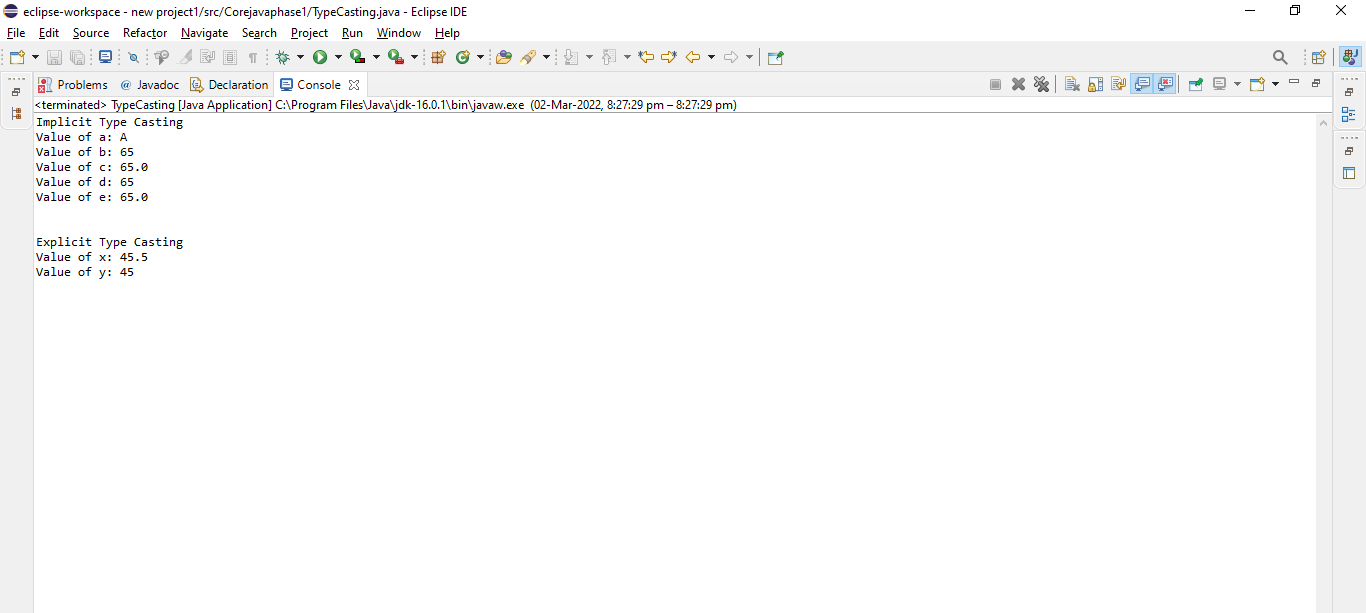 eclipse-workspace - new project1/src/Corejavaphase1/TypeCasting.java - Eclipse IDE
File Edit Source Refactor Navigate Search Project Run Window Help
Problems @ Javadoc Declaration Console
<terminated> TypeCasting [Java Application] C:\Program Files\Java\jdk-16.0.1\bin\javaw.exe (02-Mar-2022, 8:27:29 pm – 8:27:29 pm)
Implicit Type Casting
Value of a: A
Value of b: 65
Value of c: 65.0
Value of d: 65
Value of e: 65.0
Explicit Type Casting
Value of x: 45.5
Value of y: 45